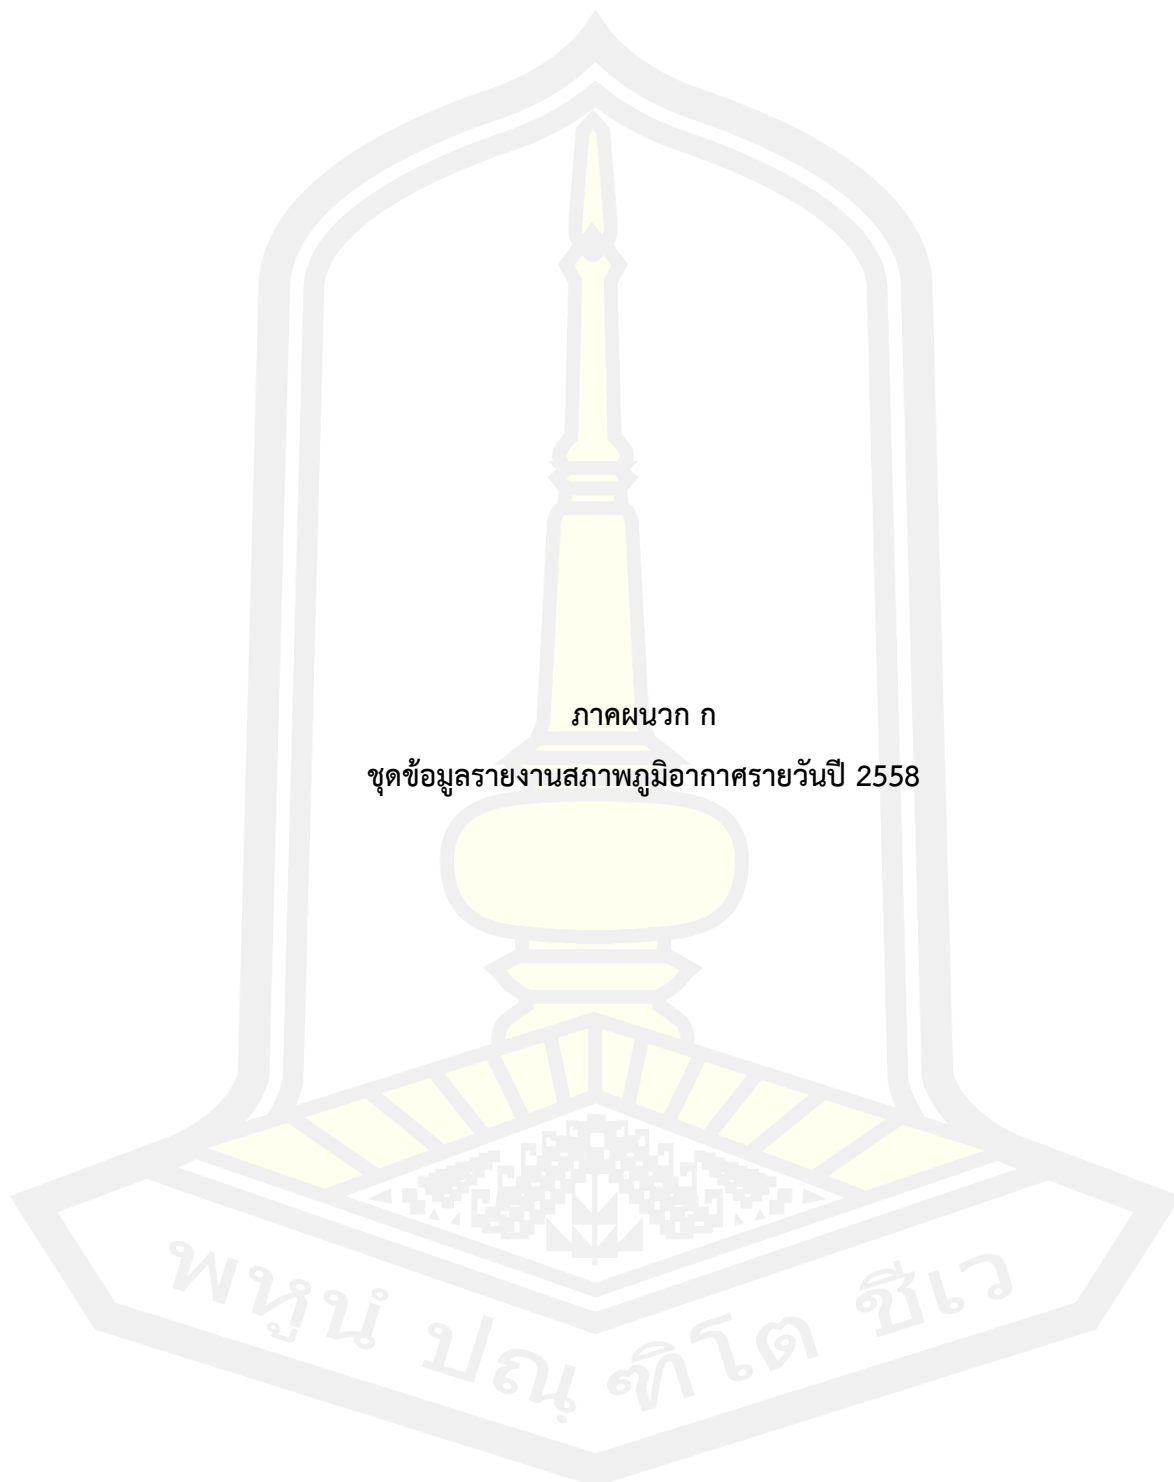 ภาคผนวก ก
ชุดข้อมูลรายงานสภาพภูมิอากาศรายวันปี 2558
พหูนํ ปณฺฑิโต ชีเว